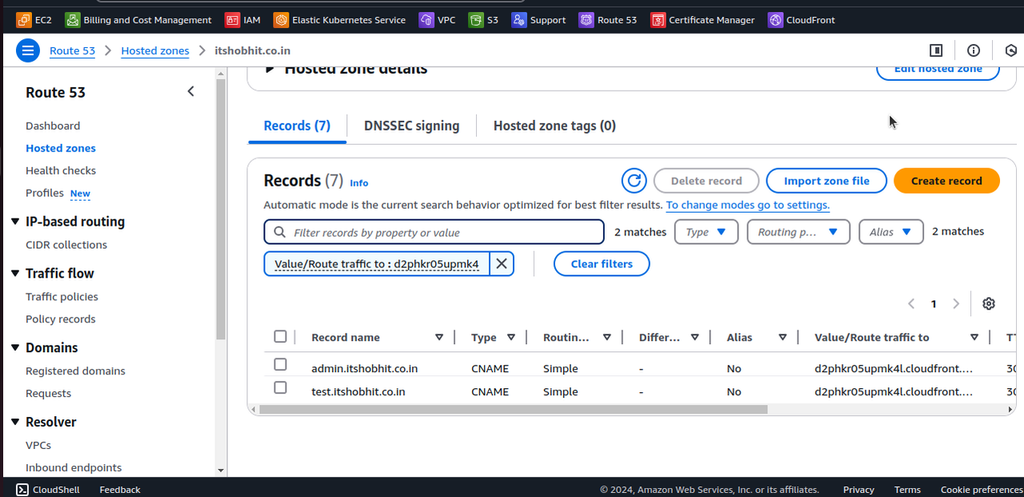 EC2 Billing and Cost Management IAM Elastic Kubernetes Service VPC S3 Support Route 53 Certificate Manager CloudFront
Route 53 Hosted zones itshobhit.co.in
Route 53
Dashboard
Hosted zones
Health checks
Profiles New
IP-based routing
CIDR collections
Traffic flow
Traffic policies
Policy records
Domains
Registered domains
Requests
Resolver
VPCs
Inbound endpoints
Hosted zone details Edit hosted zone
Records (7) DNSSEC signing Hosted zone tags (0)
Records (7) Info Delete record Import zone file Create record
Automatic mode is the current search behavior optimized for best filter results. To change modes go to settings.
Filter records by property or value 2 matches Type Routing p... Alias 2 matches
Value/Route traffic to : d2phkr05upmk4 Clear filters
1
Record name Type Routin... Differ... Alias Value/Route traffic to
admin.itshobhit.co.in CNAME Simple - No d2phkr05upmk4l.cloudfront.... 30
test.itshobhit.co.in CNAME Simple - No d2phkr05upmk4l.cloudfront.... 30
CloudShell Feedback © 2024, Amazon Web Services, Inc. or its affiliates. Privacy Terms Cookie preferences